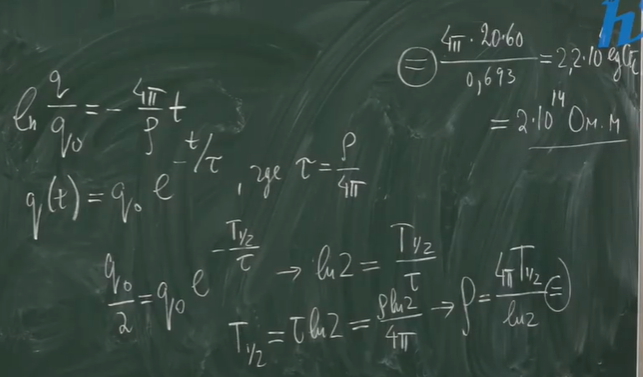 ln q/q₀ = - 4π/ρ t
q(t) = q₀ e^(-t/τ), где τ = ρ/4π
q₀/2 = q₀ e^(-T₁/₂/τ) → ln2 = T₁/₂/τ
T₁/₂ = τ ln2 = ρ ln2/4π → ρ = 4πT₁/₂/ln2 =
= 4π · 20·60/0,693 = 2,2·10⁴
= 2·10¹⁴ Ом·м